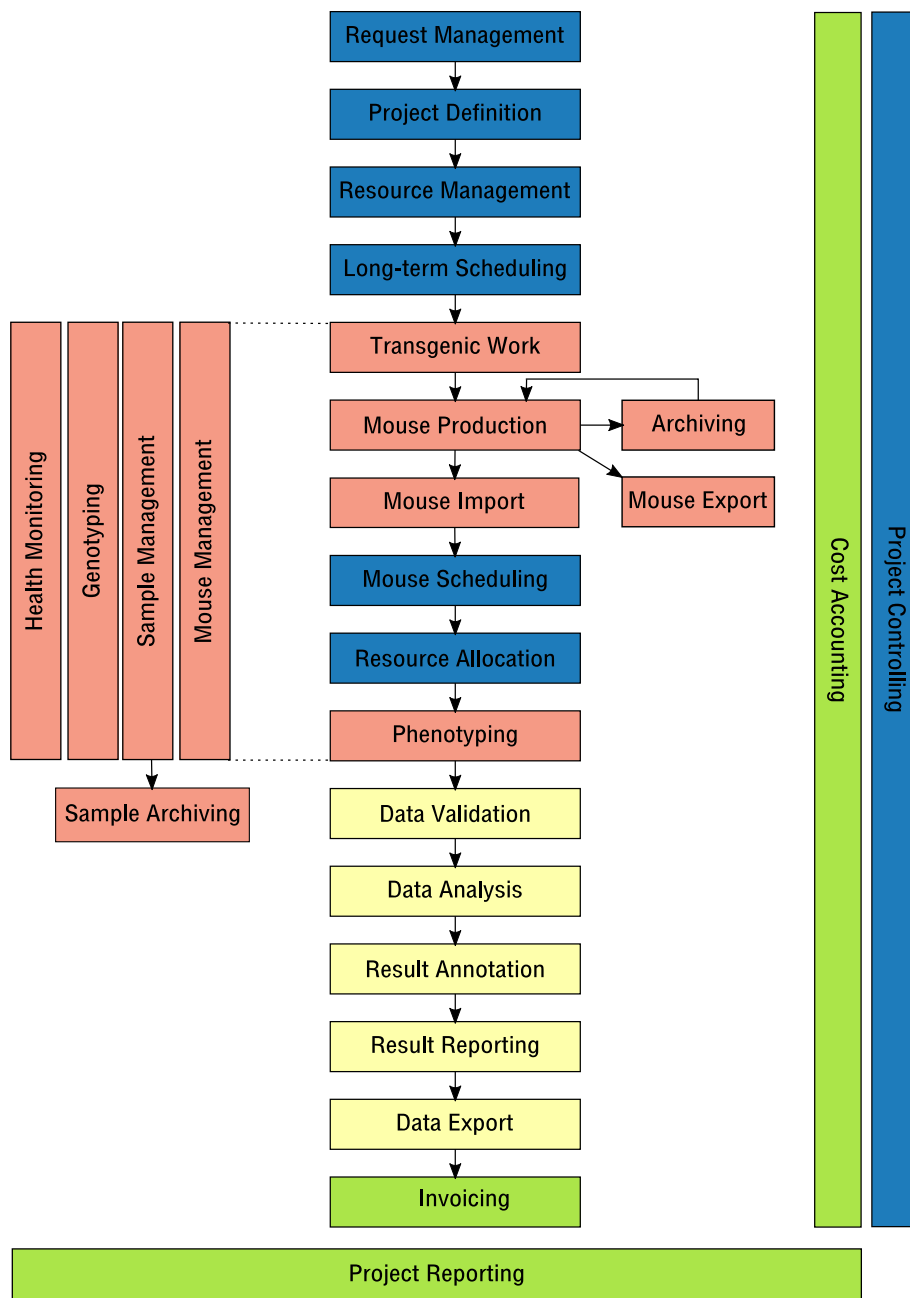 Request Management
Project Definition
Resource Management
Long-term Scheduling
Transgenic Work
Mouse Production
Archiving
Mouse Import
Mouse Export
Mouse Scheduling
Resource Allocation
Phenotyping
Health Monitoring
Genotyping
Sample Management
Mouse Management
Sample Archiving
Data Validation
Data Analysis
Result Annotation
Result Reporting
Data Export
Invoicing
Cost Accounting
Project Controlling
Project Reporting